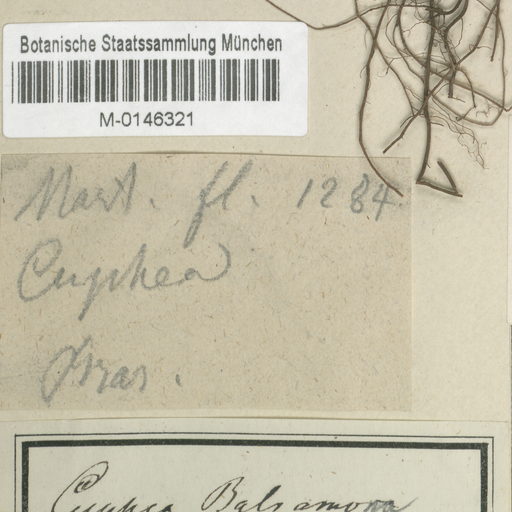 Botanische Staatssammlung München
M-0146321
Mart. fl. 1284.
Cuphea
Bras.
Cuphea Balsamona